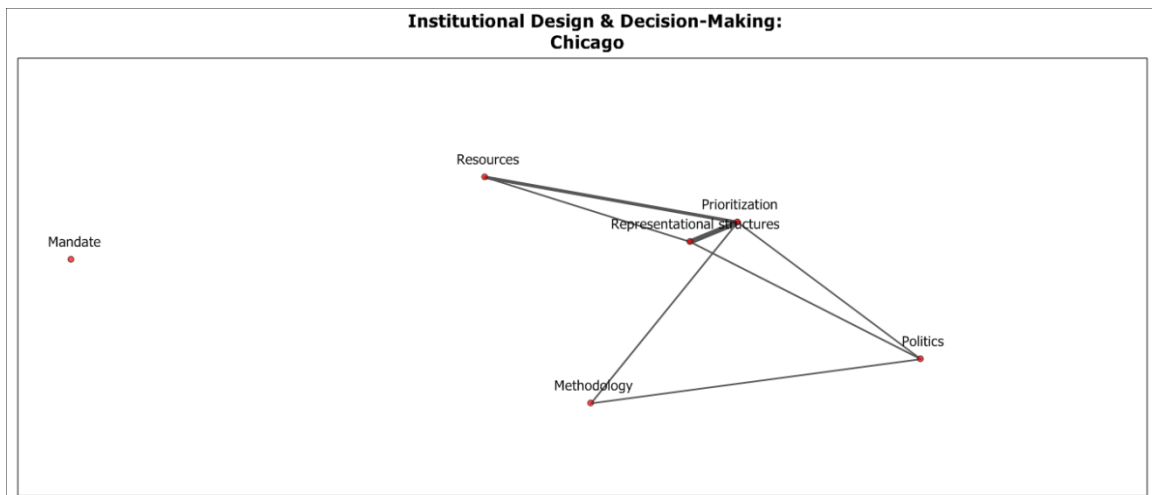 Institutional Design & Decision-Making:
Chicago
Resources
Prioritization
Representational structures
Mandate
Politics
Methodology